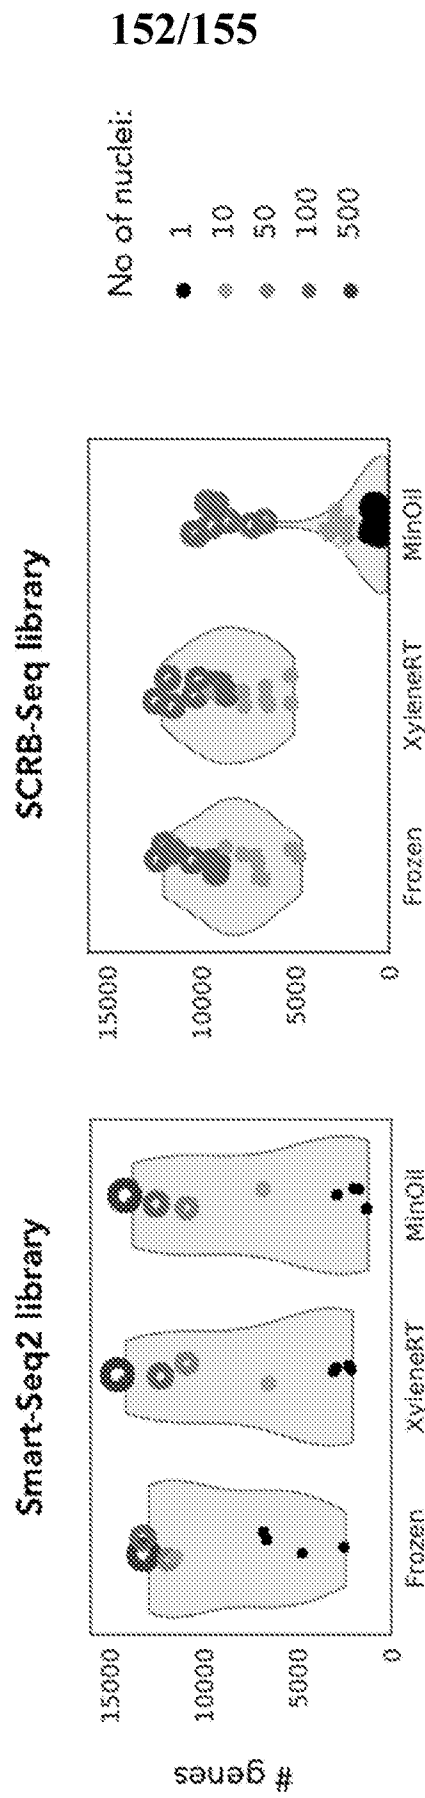 152/155
Smart-Seq2 library
# genes
15000
10000
5000
0
Frozen
XyleneRT
MinOil
SCRB-Seq library
15000
10000
5000
0
Frozen
XyleneRT
MinOil
No of nuclei:
1
10
50
100
500